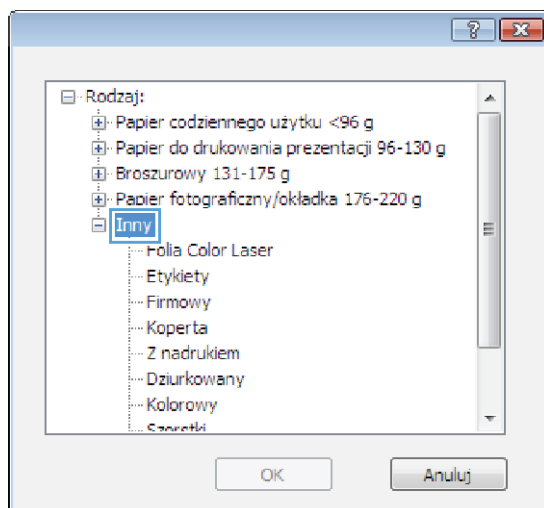 Rodzaj:
Papier codziennego użytku <96 g
Papier do drukowania prezentacji 96-130 g
Broszurowy 131-175 g
Papier fotograficzny/okładka 176-220 g
Inny
Folia Color Laser
Etykiety
Firmowy
Koperta
Z nadrukiem
Dziurkowany
Kolorowy
Szorstki
OK
Anuluj